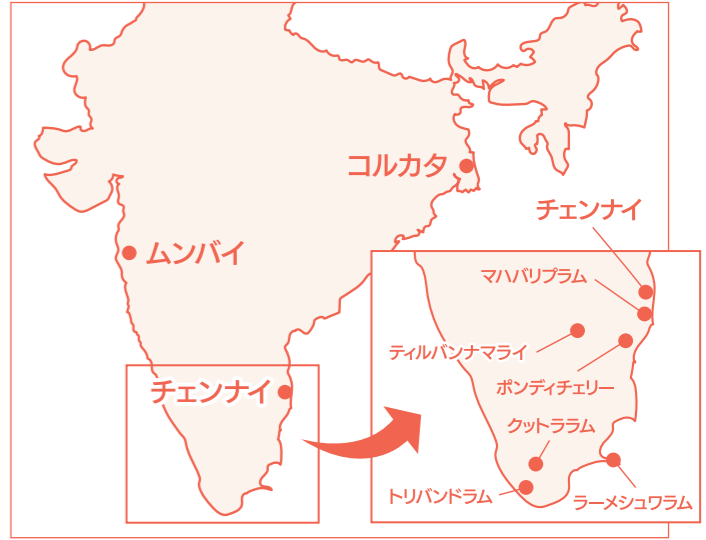 コルカタ
ムンバイ
チェンナイ
チェンナイ
マハバリプラム
ティルバンナマライ
ポンディチェリー
クットララム
トリバンドラム
ラーメシュワラム